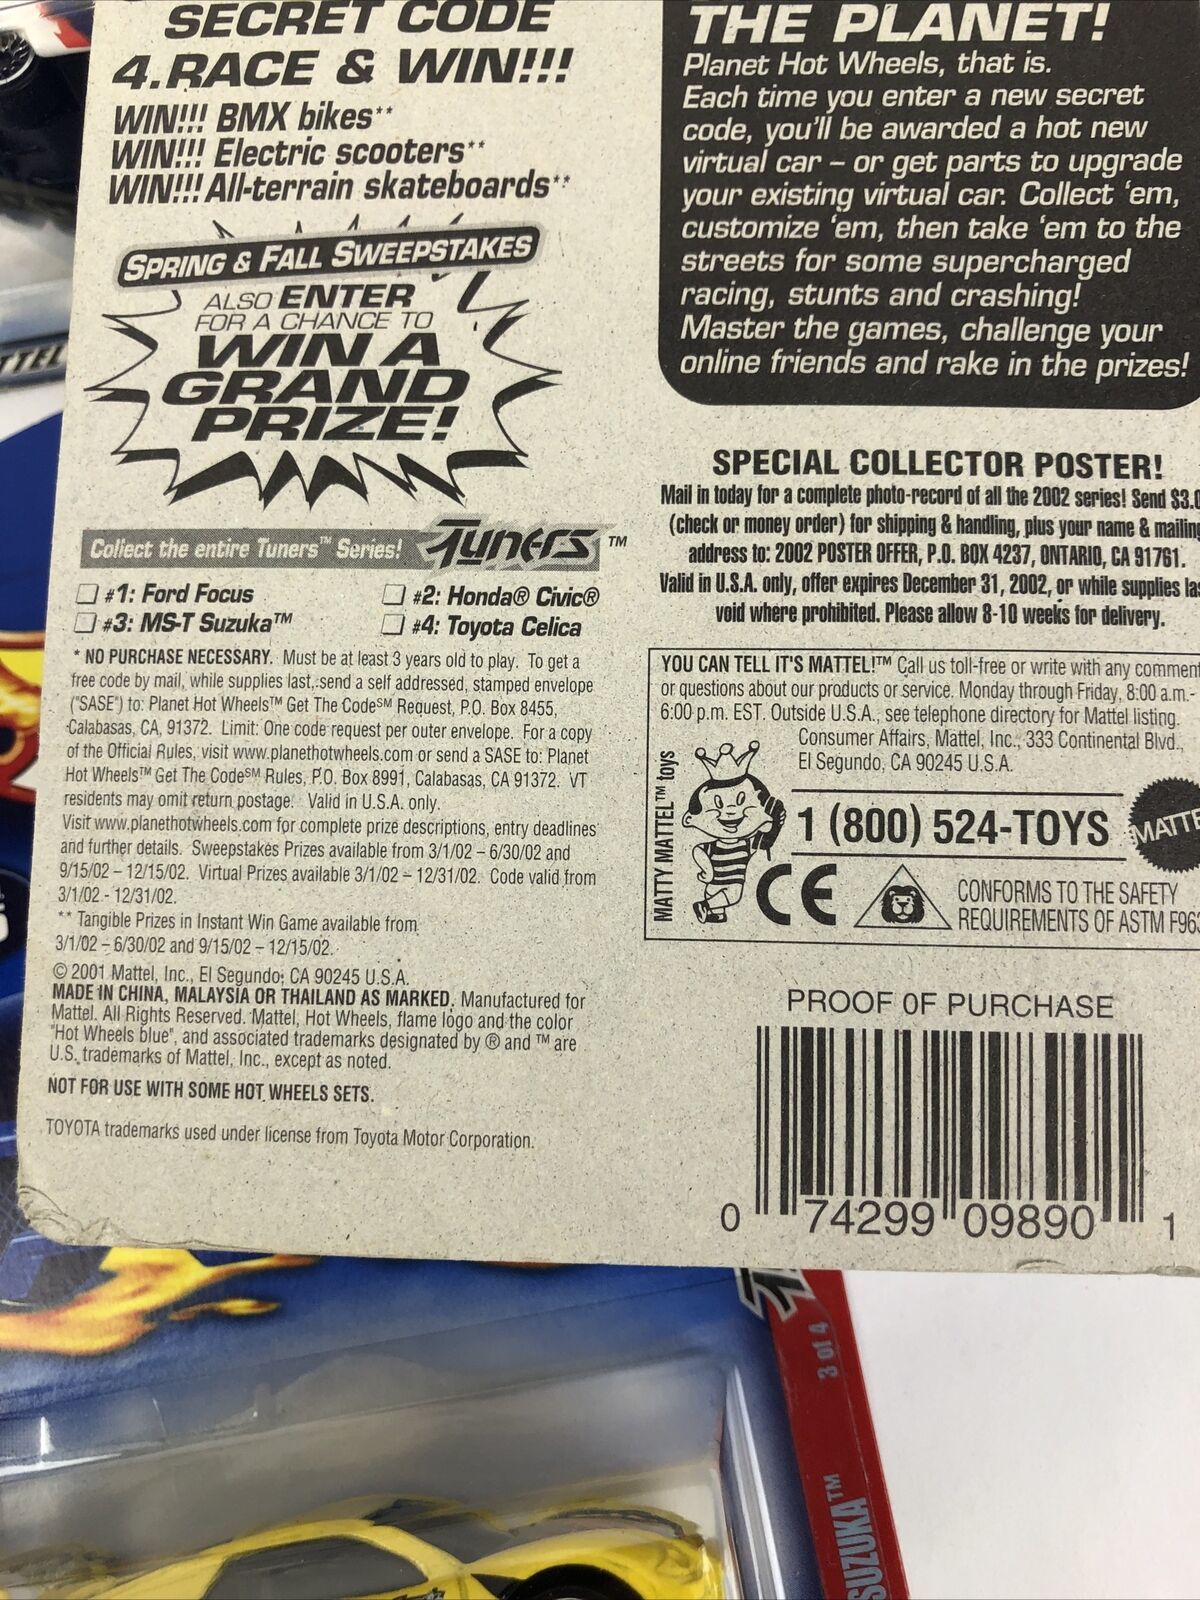 SECRET CODE
4.RACE & WIN!!!
WIN!!! BMX bikes**
WIN!!! Electric scooters**
WIN!!! All-terrain skateboards**
SPRING & FALL SWEEPSTAKES
ALSO ENTER
FOR A CHANCE TO
WIN A
GRAND
PRIZE!
Collect the entire Tuners™ Series! Tuners™
#1: Ford Focus
#2: Honda® Civic®
#3: MS-T Suzuka™
#4: Toyota Celica
* NO PURCHASE NECESSARY. Must be at least 3 years old to play. To get a
free code by mail, while supplies last, send a self addressed, stamped envelope
("SASE") to: Planet Hot Wheels™ Get The Code℠ Request, P.O. Box 8455,
Calabasas, CA, 91372. Limit: One code request per outer envelope. For a copy
of the Official Rules, visit www.planethotwheels.com or send a SASE to: Planet
Hot Wheels™ Get The Code℠ Rules, P.O. Box 8991, Calabasas, CA 91372. VT
residents may omit return postage. Valid in U.S.A. only.
Visit www.planethotwheels.com for complete prize descriptions, entry deadlines
and further details. Sweepstakes Prizes available from 3/1/02 – 6/30/02 and
9/15/02 – 12/15/02. Virtual Prizes available 3/1/02 – 12/31/02. Code valid from
3/1/02 - 12/31/02.
** Tangible Prizes in Instant Win Game available from
3/1/02 – 6/30/02 and 9/15/02 – 12/15/02.
© 2001 Mattel, Inc., El Segundo, CA 90245 U.S.A.
MADE IN CHINA, MALAYSIA OR THAILAND AS MARKED. Manufactured for
Mattel. All Rights Reserved. Mattel, Hot Wheels, flame logo and the color
"Hot Wheels blue", and associated trademarks designated by ® and ™ are
U.S. trademarks of Mattel, Inc., except as noted.
NOT FOR USE WITH SOME HOT WHEELS SETS.
TOYOTA trademarks used under license from Toyota Motor Corporation.
THE PLANET!
Planet Hot Wheels, that is.
Each time you enter a new secret
code, you'll be awarded a hot new
virtual car – or get parts to upgrade
your existing virtual car. Collect 'em,
customize 'em, then take 'em to the
streets for some supercharged
racing, stunts and crashing!
Master the games, challenge your
online friends and rake in the prizes!
SPECIAL COLLECTOR POSTER!
Mail in today for a complete photo-record of all the 2002 series! Send $3.0
(check or money order) for shipping & handling, plus your name & mailing
address to: 2002 POSTER OFFER, P.O. BOX 4237, ONTARIO, CA 91761.
Valid in U.S.A. only, offer expires December 31, 2002, or while supplies las
void where prohibited. Please allow 8-10 weeks for delivery.
YOU CAN TELL IT'S MATTEL!™ Call us toll-free or write with any comment
or questions about our products or service. Monday through Friday, 8:00 a.m.-
6:00 p.m. EST. Outside U.S.A., see telephone directory for Mattel listing.
Consumer Affairs, Mattel, Inc., 333 Continental Blvd.,
El Segundo, CA 90245 U.S.A.
MATTY MATTEL™ toys
1 (800) 524-TOYS
MATTE
CE
CONFORMS TO THE SAFETY
REQUIREMENTS OF ASTM F963
PROOF OF PURCHASE
0 74299 09890 1
3 of 4
SUZUKA™
TTEL